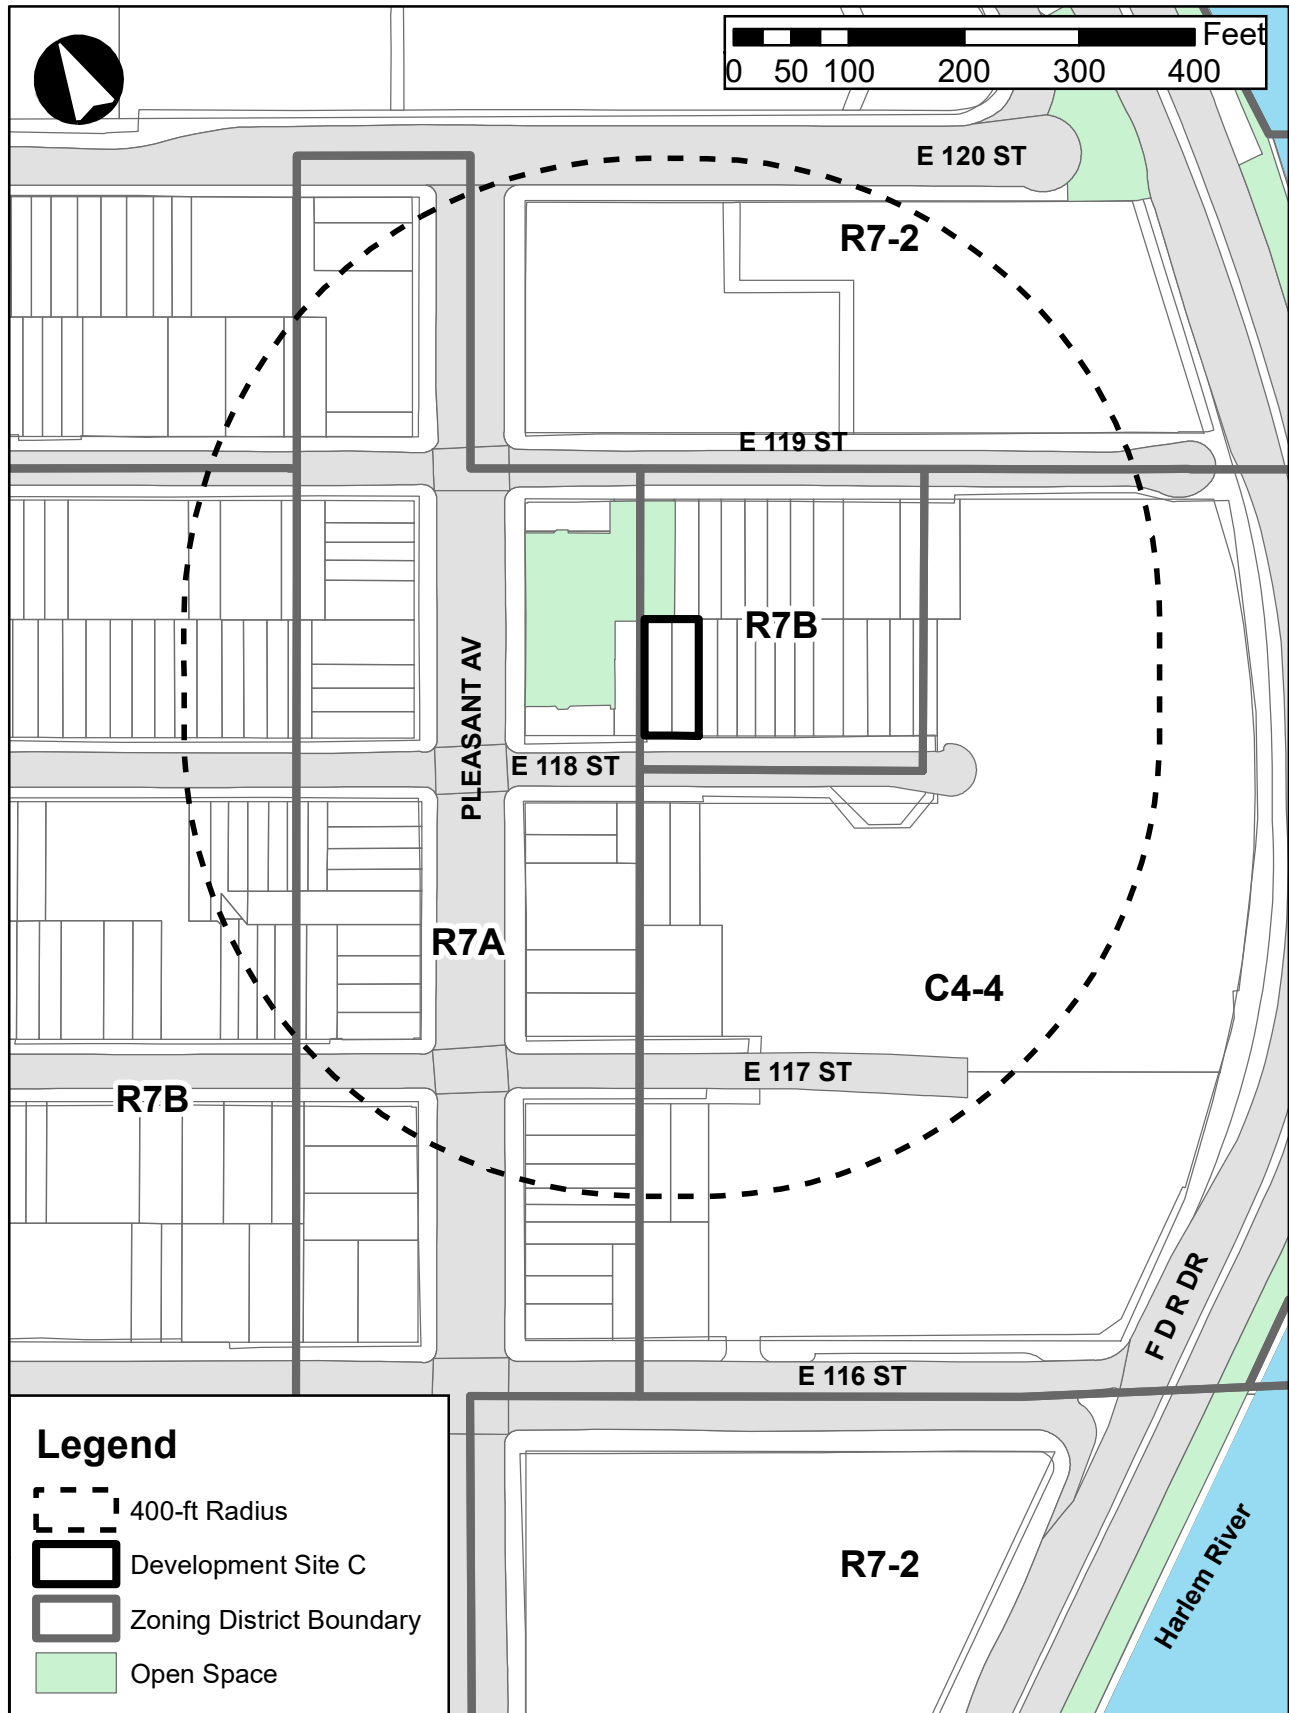 Feet
0 50 100 200 300 400
E 120 ST
R7-2
E 119 ST
R7B
PLEASANT AV
E 118 ST
R7A
C4-4
E 117 ST
R7B
F D R DR
E 116 ST
Legend
400-ft Radius
Development Site C
Zoning District Boundary
Open Space
R7-2
Harlem River